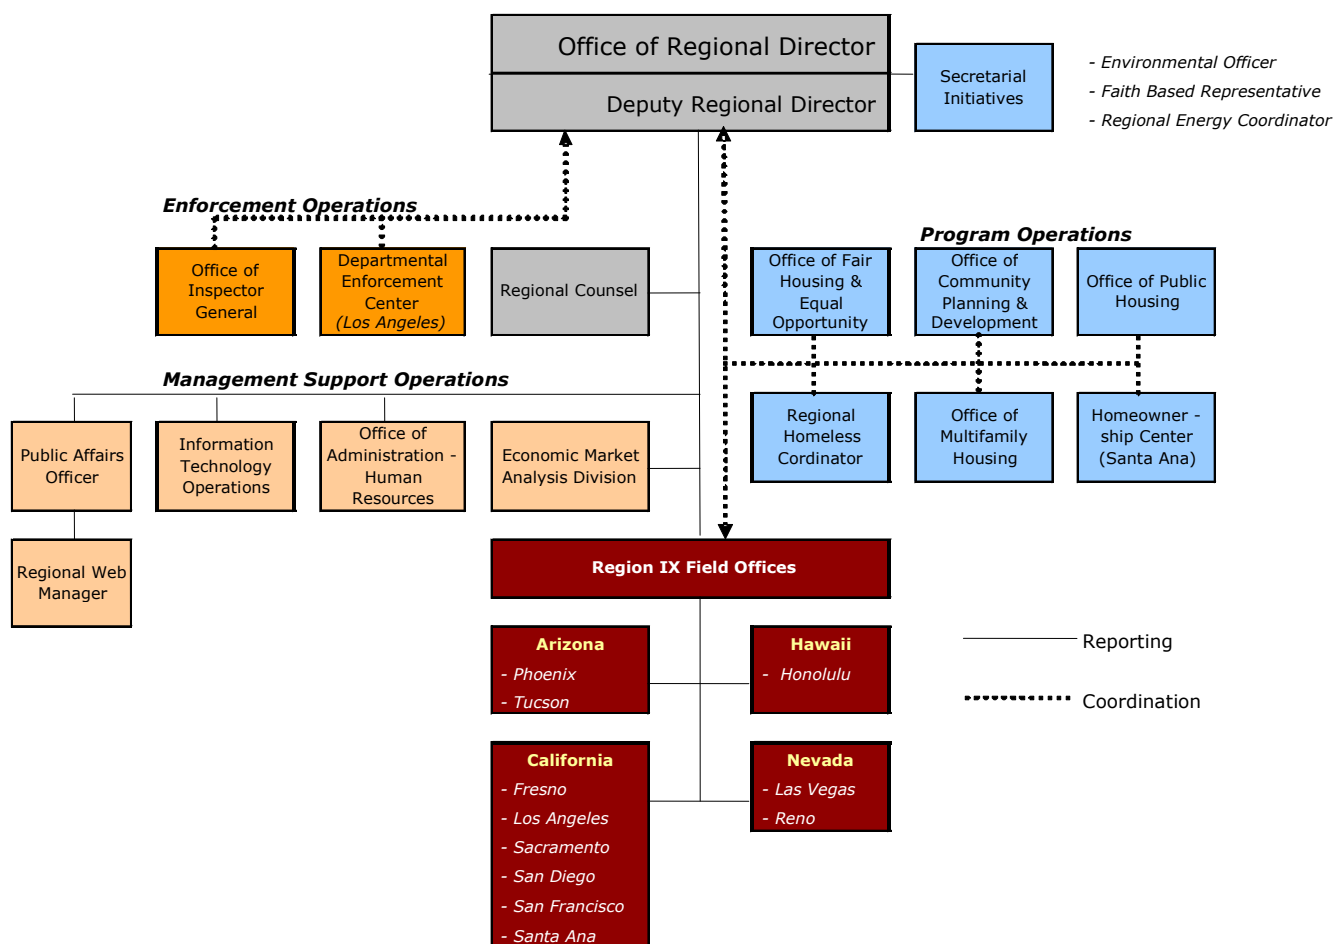 Office of Regional Director
Deputy Regional Director
Secretarial
Initiatives
- Environmental Officer
- Faith Based Representative
- Regional Energy Coordinator
Enforcement Operations
Office of
Inspector
General
Departmental
Enforcement
Center
(Los Angeles)
Regional Counsel
Program Operations
Office of Fair
Housing &
Equal
Opportunity
Office of
Community
Planning &
Development
Office of Public
Housing
Management Support Operations
Public Affairs
Officer
Information
Technology
Operations
Office of
Administration -
Human
Resources
Economic Market
Analysis Division
Regional
Homeless
Cordinator
Office of
Multifamily
Housing
Homeowner -
ship Center
(Santa Ana)
Regional Web
Manager
Region IX Field Offices
Arizona
- Phoenix
- Tucson
Hawaii
- Honolulu
Reporting
Coordination
California
- Fresno
- Los Angeles
- Sacramento
- San Diego
- San Francisco
- Santa Ana
Nevada
- Las Vegas
- Reno